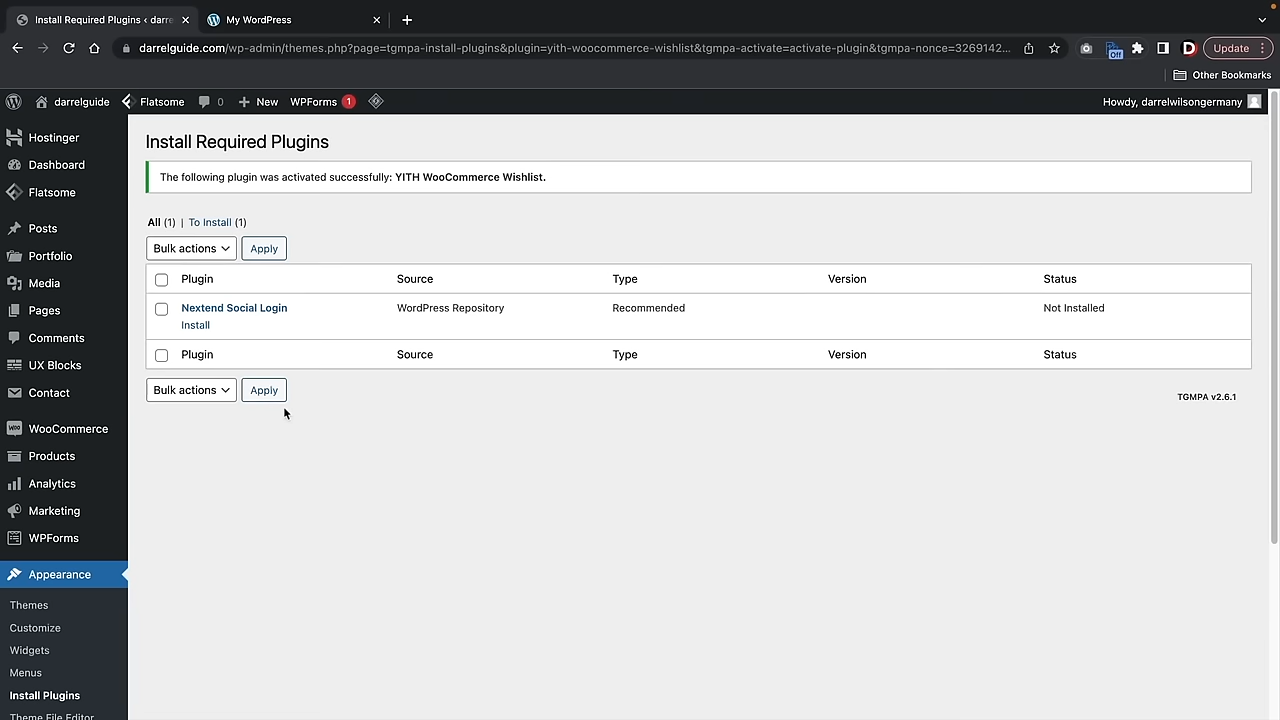 Install Required Plugins < darre
My WordPress
darrelguide.com/wp-admin/themes.php?page=tgmpa-install-plugins&plugin=yith-woocommerce-wishlist&tgmpa-activate=activate-plugin&tgmpa-nonce=3269142...
Off
D
Update
Other Bookmarks
darrelguide
Flatsome
0
New
WPForms 1
Howdy, darrelwilsongermany
Hostinger
Dashboard
Flatsome
Posts
Portfolio
Media
Pages
Comments
UX Blocks
Contact
WooCommerce
Products
Analytics
Marketing
WPForms
Appearance
Themes
Customize
Widgets
Menus
Install Plugins
Theme File Editor
Install Required Plugins
The following plugin was activated successfully: YITH WooCommerce Wishlist.
All (1) | To Install (1)
Bulk actions Apply
Plugin Source Type Version Status
Nextend Social Login WordPress Repository Recommended Not Installed
Install
Plugin Source Type Version Status
Bulk actions Apply
TGMPA v2.6.1